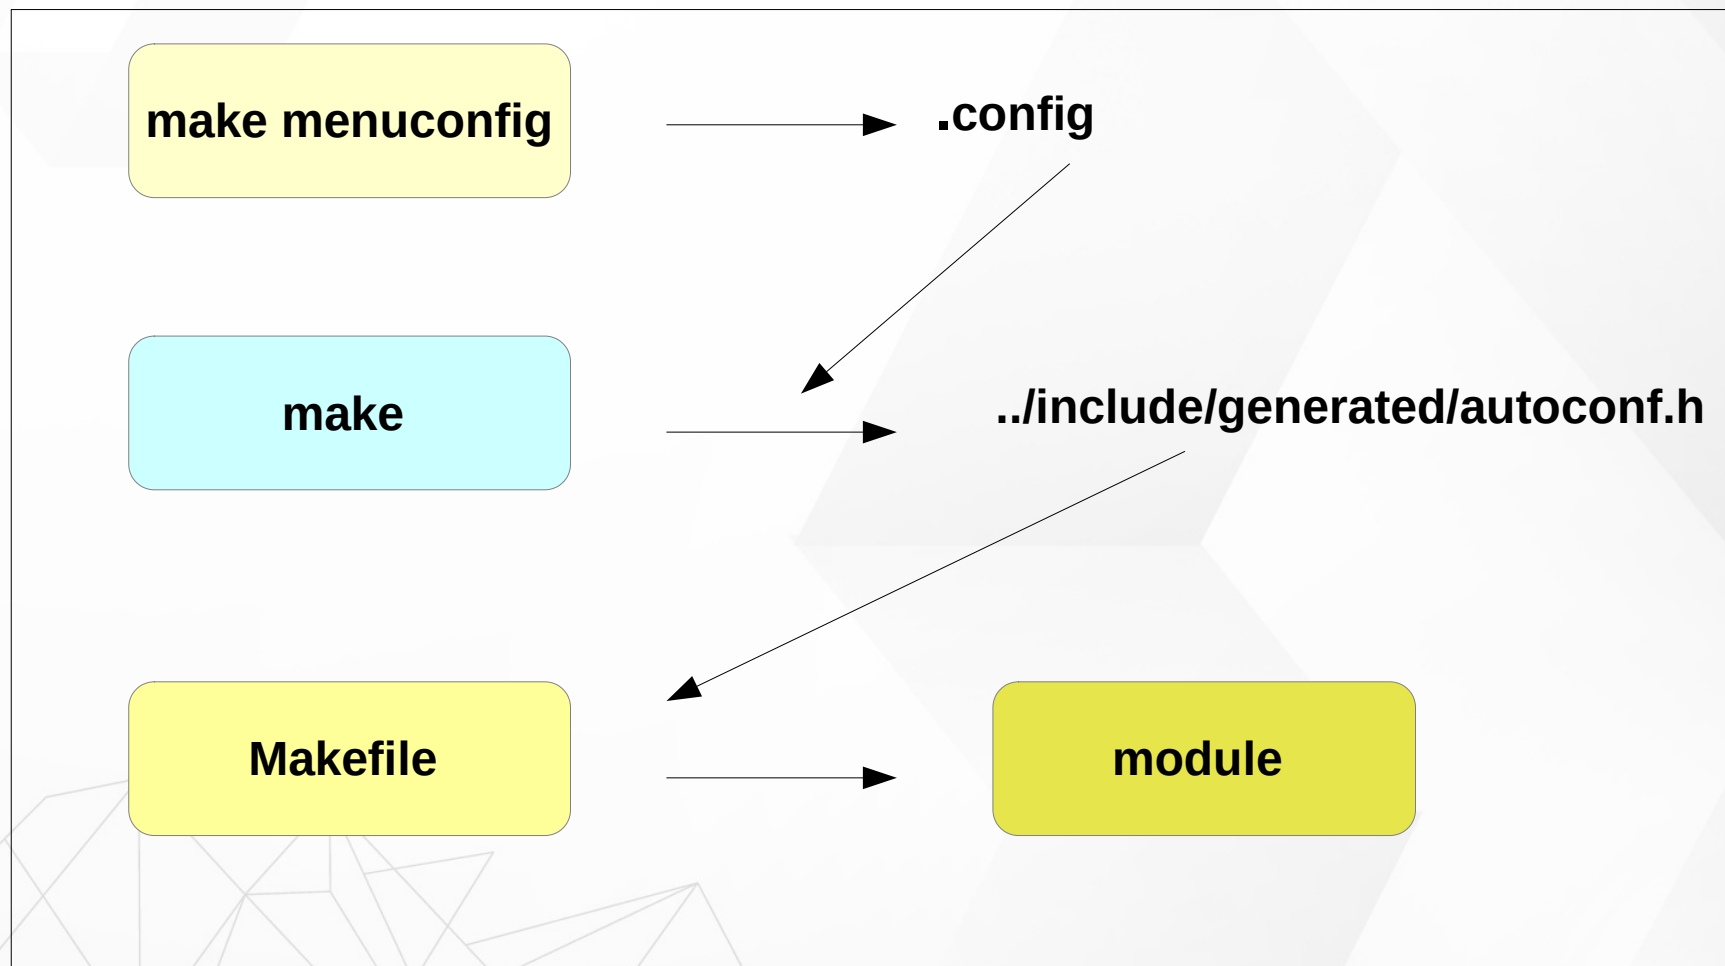 make menuconfig
.config
make
../include/generated/autoconf.h
Makefile
module